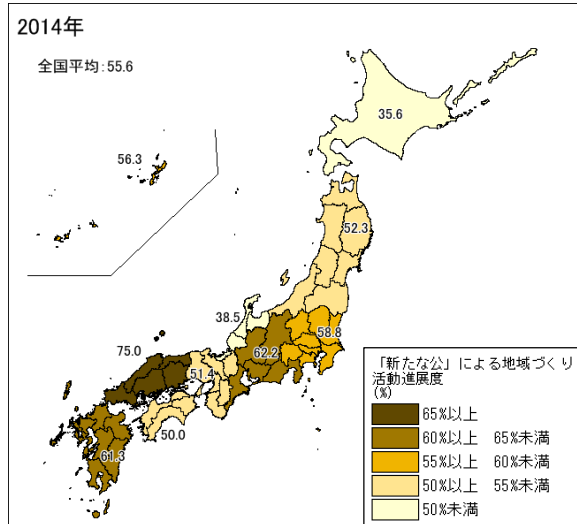 2014年
全国平均:55.6
35.6
56.3
52.3
38.5
58.8
75.0
62.2
51.4
50.0
61.3
「新たな公」による地域づくり
活動進展度
(%)
65%以上
60%以上 65%未満
55%以上 60%未満
50%以上 55%未満
50%未満